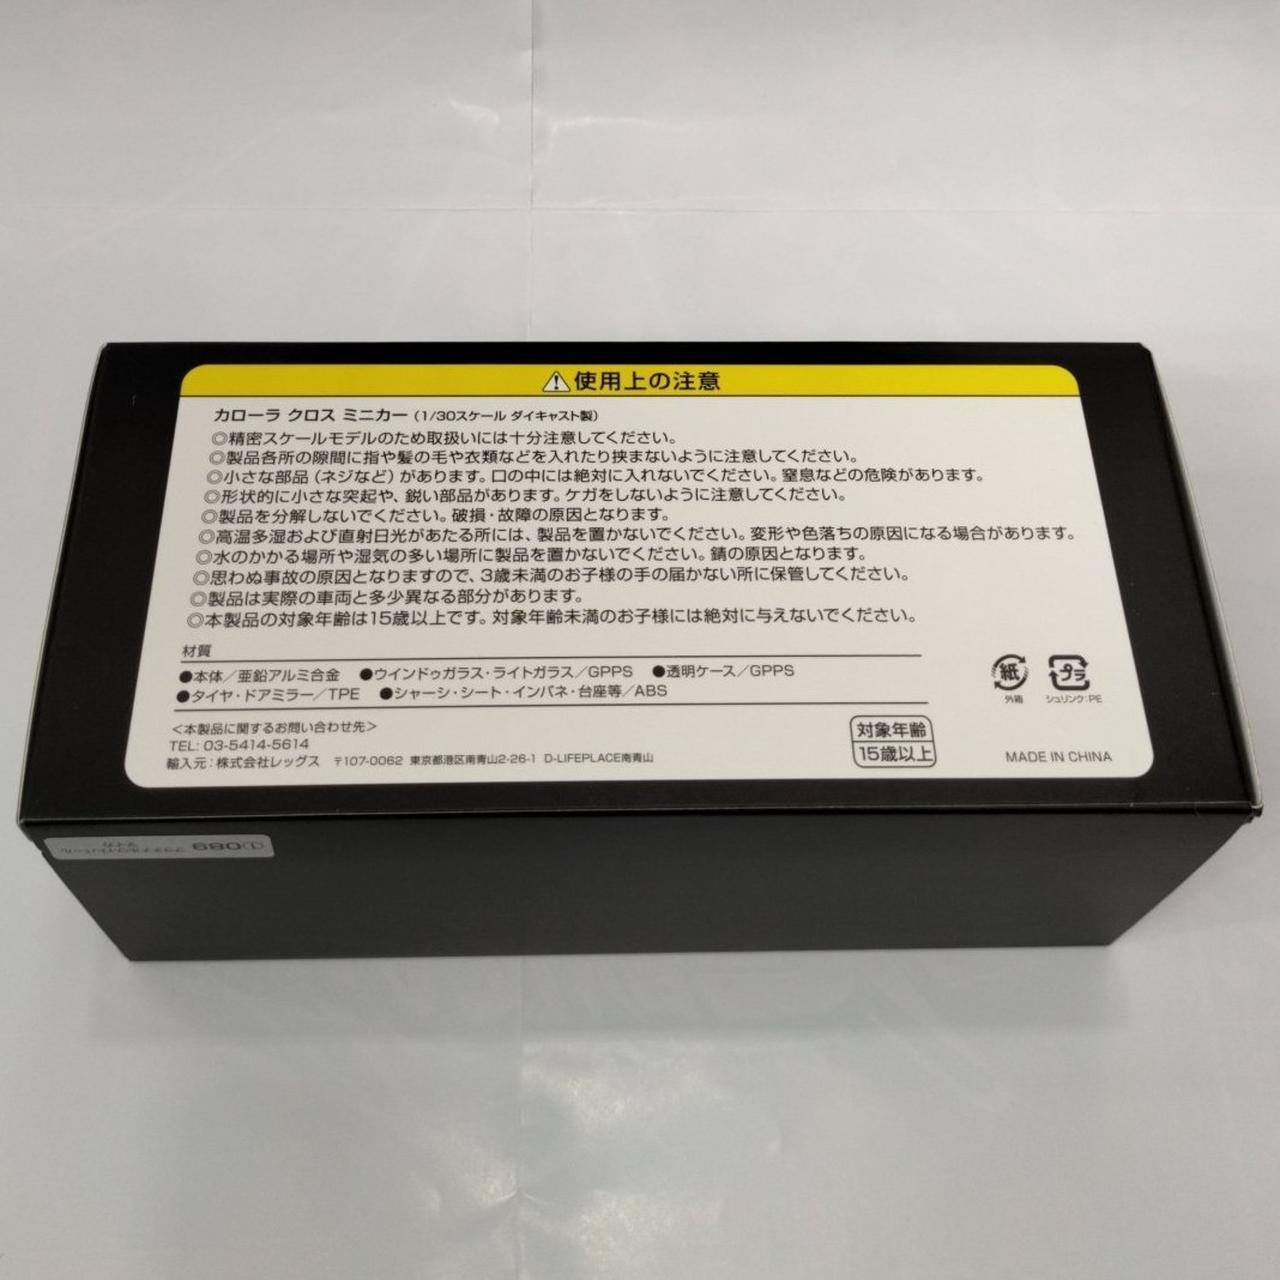 ⚠使用上の注意
カローラ クロス ミニカー（1/30スケール ダイキャスト製）
◎精密スケールモデルのため取扱いには十分注意してください。
◎製品各所の隙間に指や髪の毛や衣類などを入れたり挟まないように注意してください。
◎小さな部品（ネジなど）があります。口の中には絶対に入れないでください。窒息などの危険があります。
◎形状的に小さな突起や、鋭い部品があります。ケガをしないように注意してください。
◎製品を分解しないでください。破損・故障の原因となります。
◎高温多湿および直射日光があたる所には、製品を置かないでください。変形や色落ちの原因になる場合があります。
◎水のかかる場所や湿気の多い場所に製品を置かないでください。錆の原因となります。
◎思わぬ事故の原因となりますので、3歳未満のお子様の手の届かない所に保管してください。
◎製品は実際の車両と多少異なる部分があります。
◎本製品の対象年齢は15歳以上です。対象年齢未満のお子様には絶対に与えないでください。
材質
●本体／亜鉛アルミ合金 ●ウインドゥガラス・ライトガラス／GPPS ●透明ケース／GPPS
●タイヤ・ドアミラー／TPE ●シャーシ・シート・インパネ・台座等／ABS
紙 プラ
外箱 シュリンク:PE
＜本製品に関するお問い合わせ先＞
TEL: 03-5414-5614
輸入元：株式会社レッグス 〒107-0062 東京都港区南青山2-26-1 D-LIFEPLACE南青山
対象年齢
15歳以上
MADE IN CHINA
①089 プラチナホワイトパール
マイカ